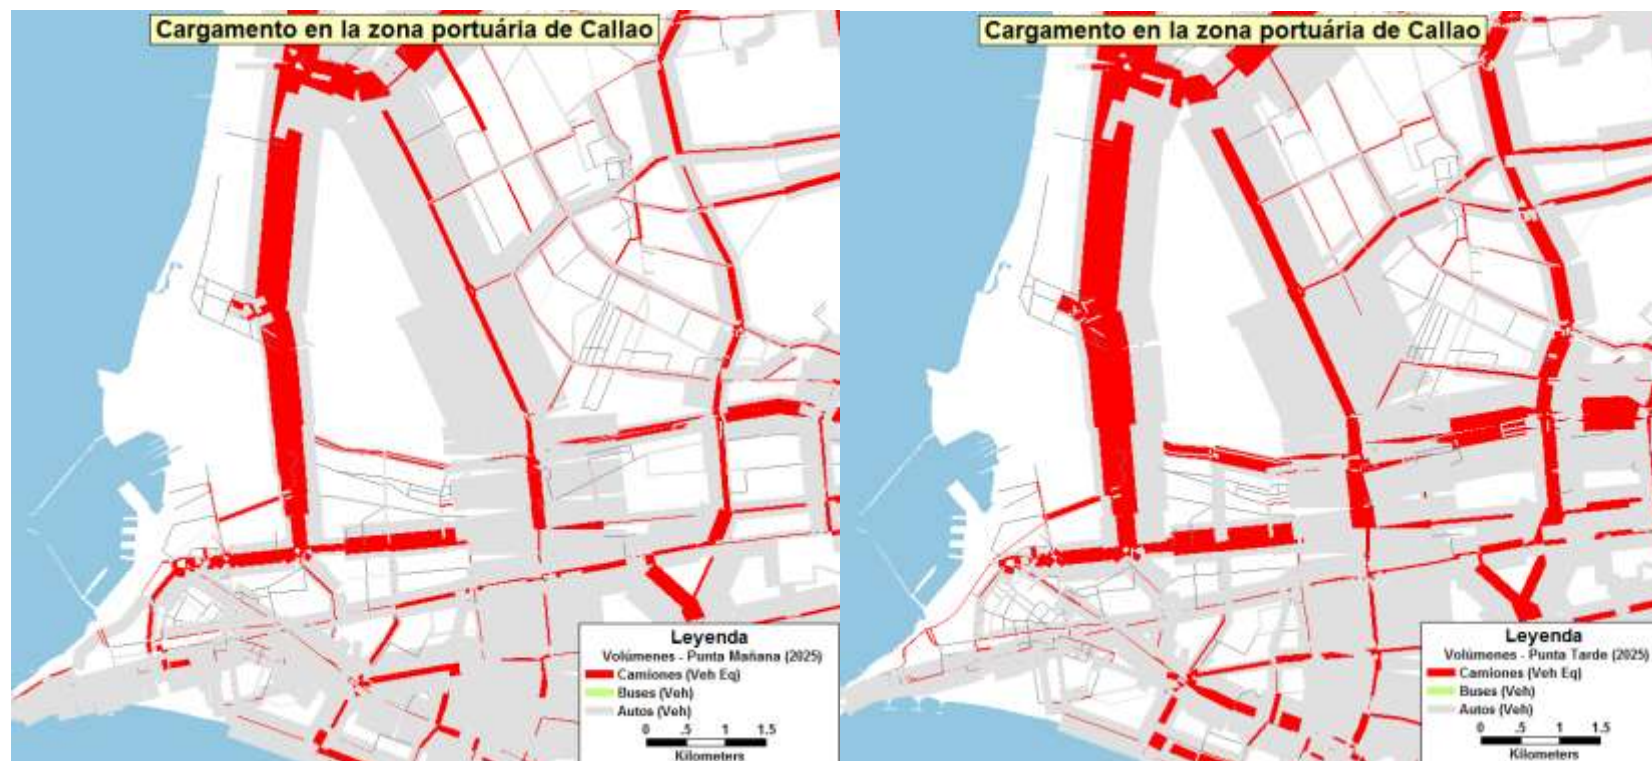 Cargamento en la zona portuária de Callao
Leyenda
Volúmenes - Punta Mañana (2025)
Camiones (Veh Eq)
Buses (Veh)
Autos (Veh)
0 .5 1 1.5
Kilometers
Cargamento en la zona portuária de Callao
Leyenda
Volúmenes - Punta Tarde (2025)
Camiones (Veh Eq)
Buses (Veh)
Autos (Veh)
0 .5 1 1.5
Kilometers